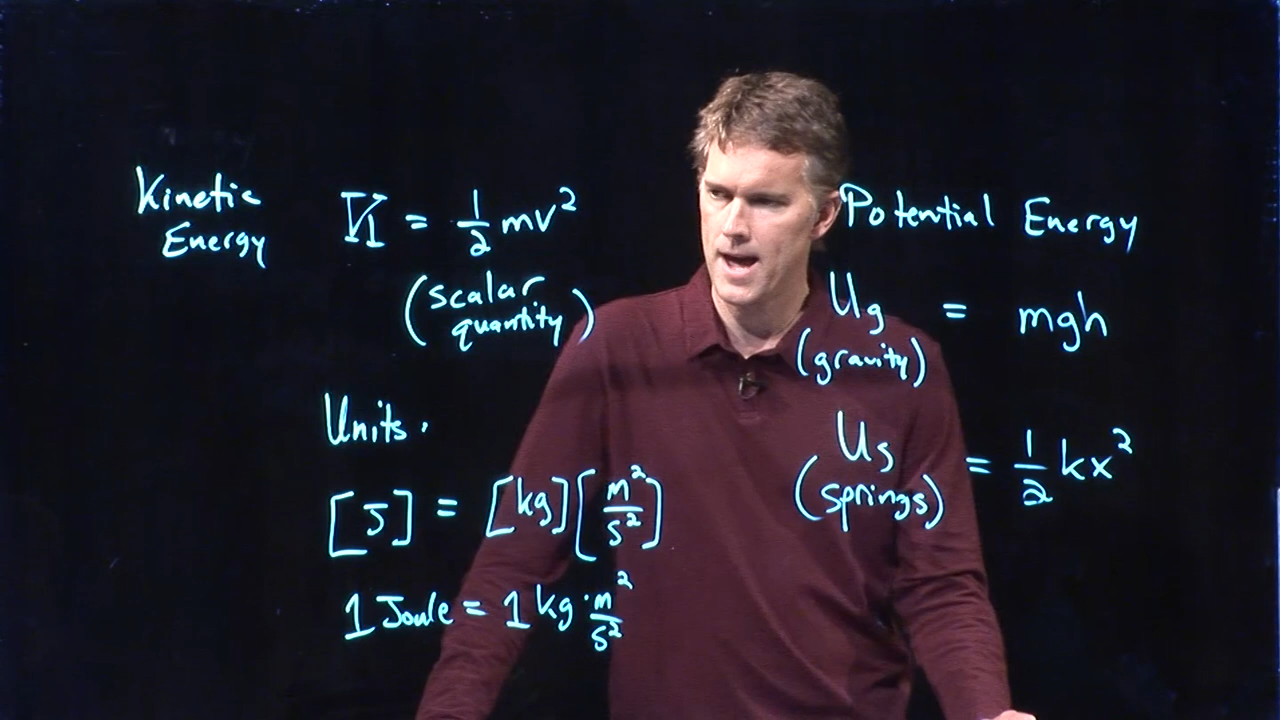 Kinetic
Energy
K = 1/2 mv²
(scalar
quantity)
Units.
[J] = [kg][m²/s²]
1 Joule = 1 kg · m²/s²
Potential Energy
Ug = mgh
(gravity)
Us = 1/2 kx²
(springs)